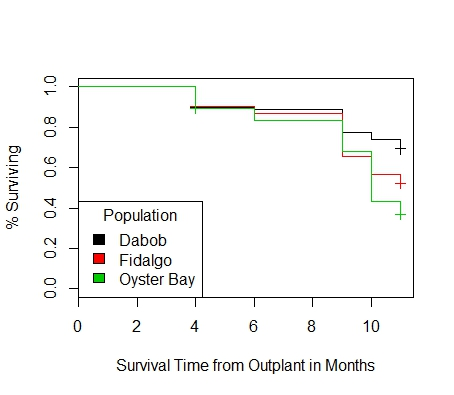 % Surviving
1.0
0.8
0.6
0.4
0.2
0.0
Population
Dabob
Fidalgo
Oyster Bay
0 2 4 6 8 10
Survival Time from Outplant in Months